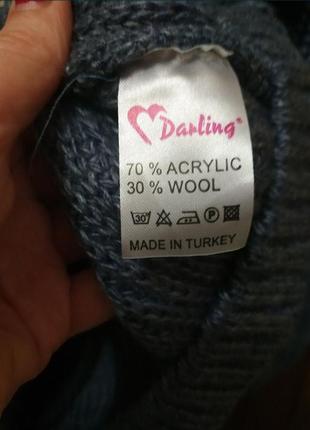 Darling®
70 % ACRYLIC
30 % WOOL
30 P
MADE IN TURKEY